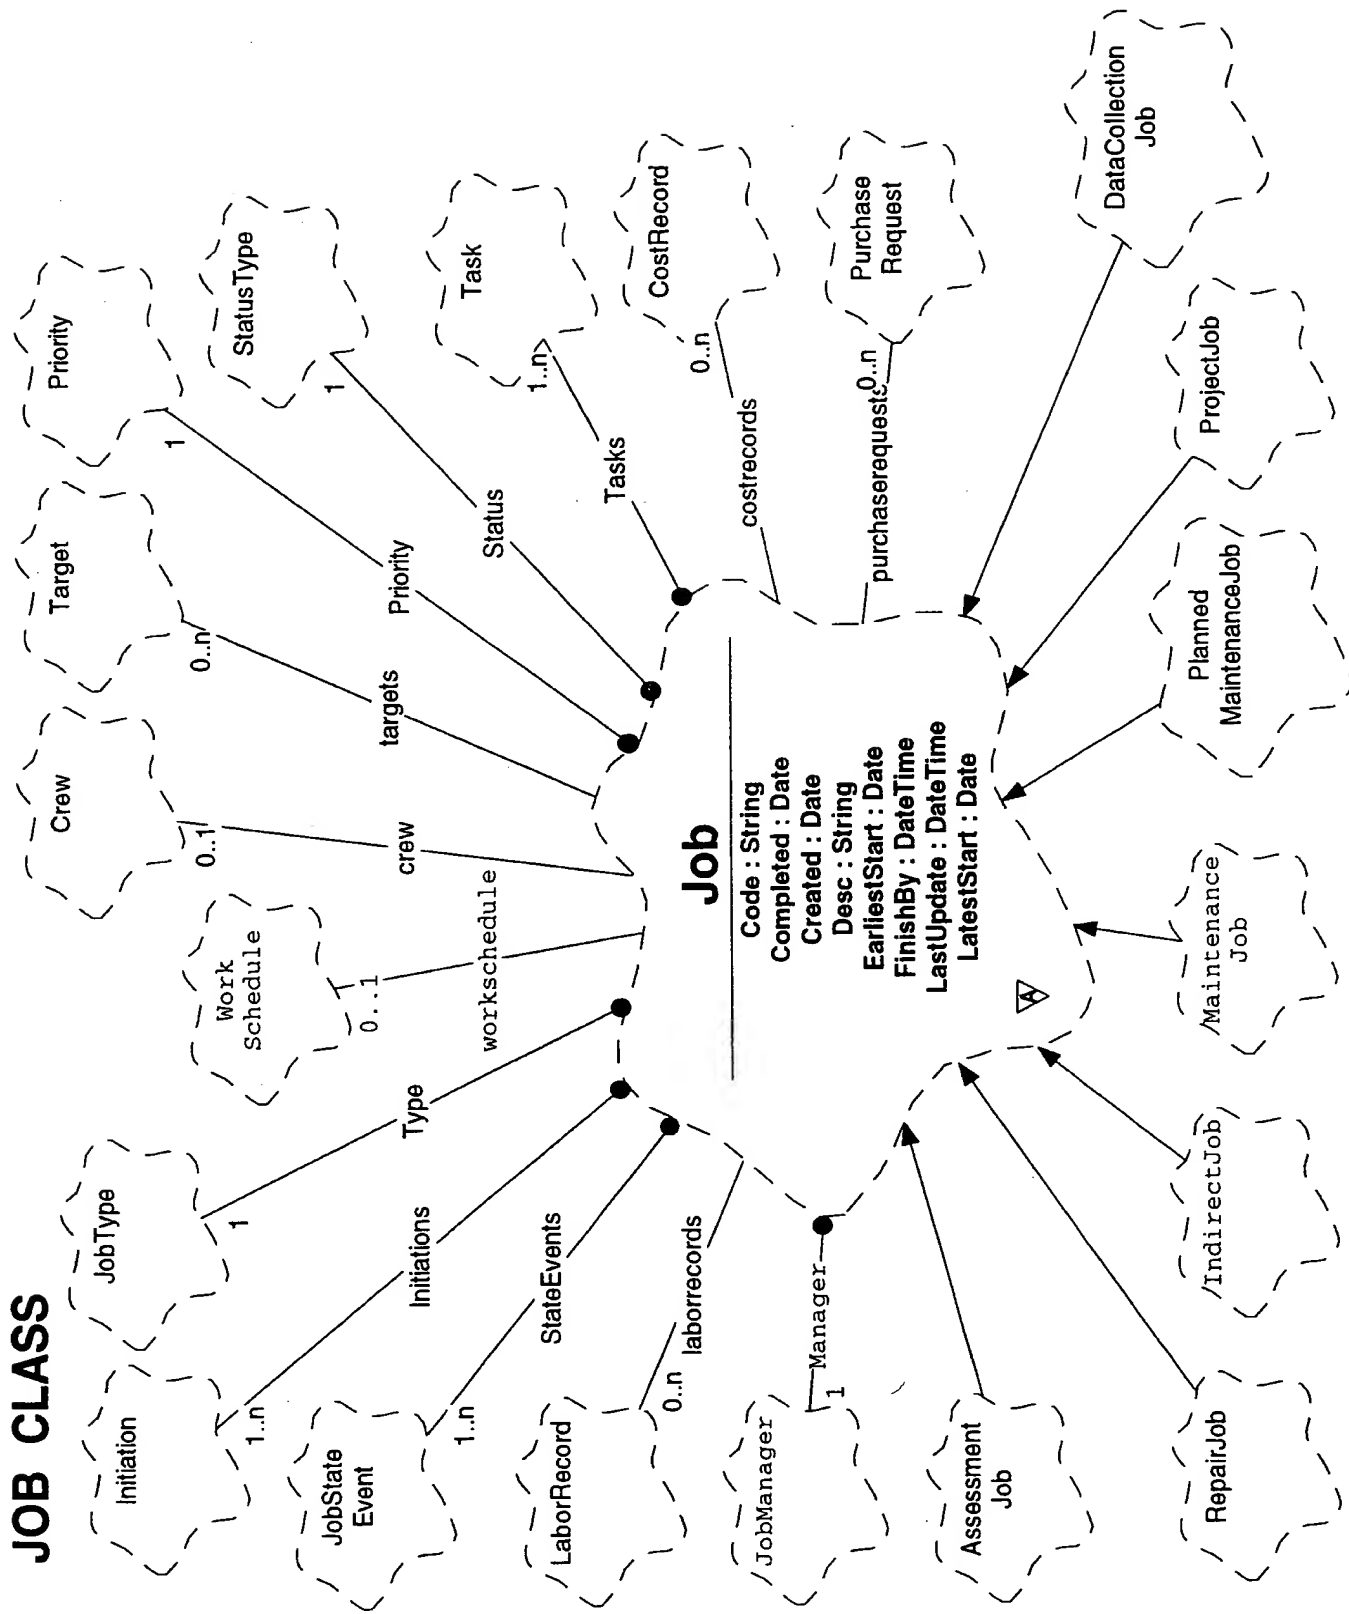 JOB CLASS
Initiation
1..n
Initiations
JobType
1
Type
Work
Schedule
0..1
workschedule
Crew
0..1
crew
Target
0..n
targets
Priority
1
Priority
StatusType
1
Status
Task
1..n
Tasks
CostRecord
0..n
costrecords
Purchase
Request
0..n
purchaserequests
DataCollection
Job
JobState
Event
1..n
StateEvents
LaborRecord
0..n
laborrecords
JobManager
1
Manager
Job
Code : String
Completed : Date
Created : Date
Desc : String
EarliestStart : Date
FinishBy : DateTime
LastUpdate : DateTime
LatestStart : Date
A
Assessment
Job
RepairJob
/IndirectJob
/Maintenance
Job
Planned
MaintenanceJob
ProjectJob